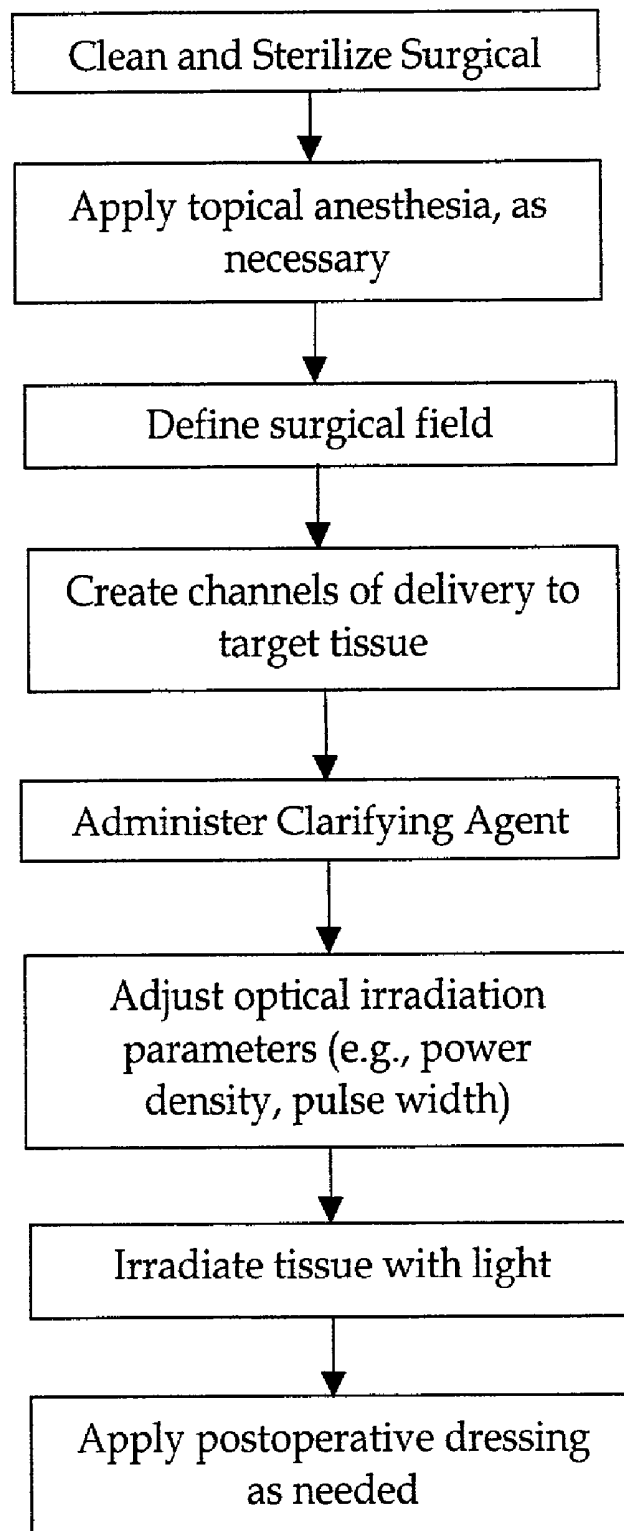 Clean and Sterilize Surgical
Apply topical anesthesia, as
necessary
Define surgical field
Create channels of delivery to
target tissue
Administer Clarifying Agent
Adjust optical irradiation
parameters (e.g., power
density, pulse width)
Irradiate tissue with light
Apply postoperative dressing
as needed